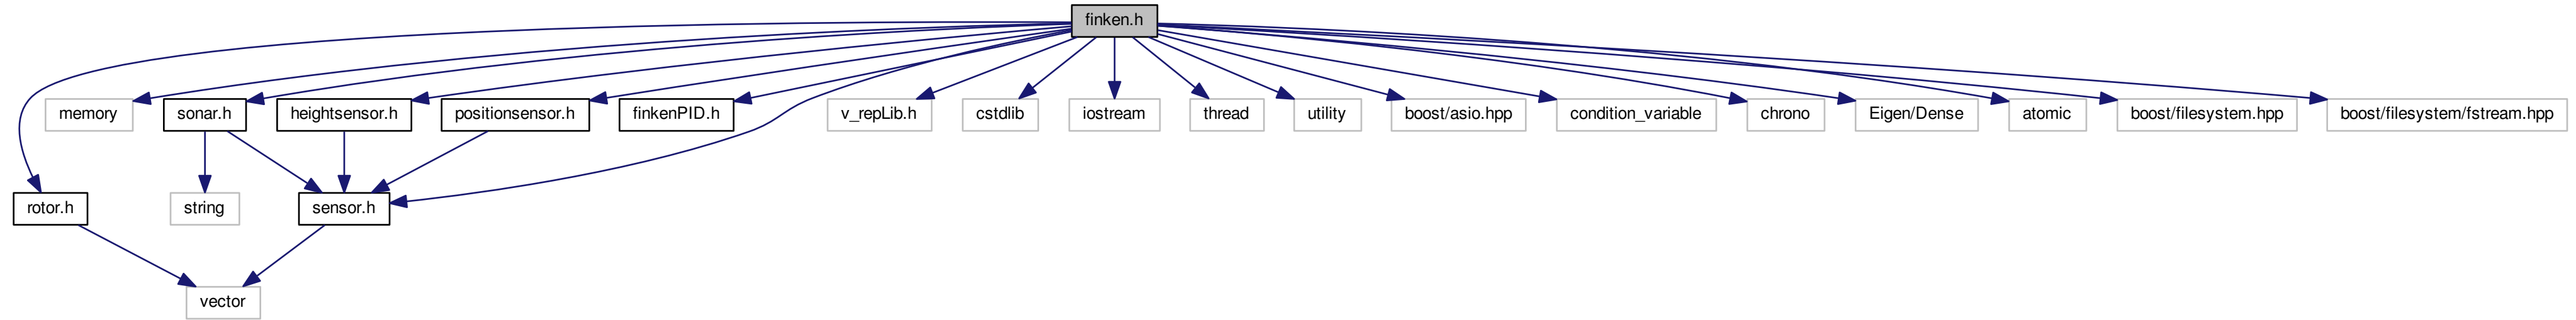 finken.h
memory
sonar.h
heightsensor.h
positionsensor.h
finkenPID.h
v_repLib.h
cstdlib
iostream
thread
utility
boost/asio.hpp
condition_variable
chrono
Eigen/Dense
atomic
boost/filesystem.hpp
boost/filesystem/fstream.hpp
rotor.h
string
sensor.h
vector